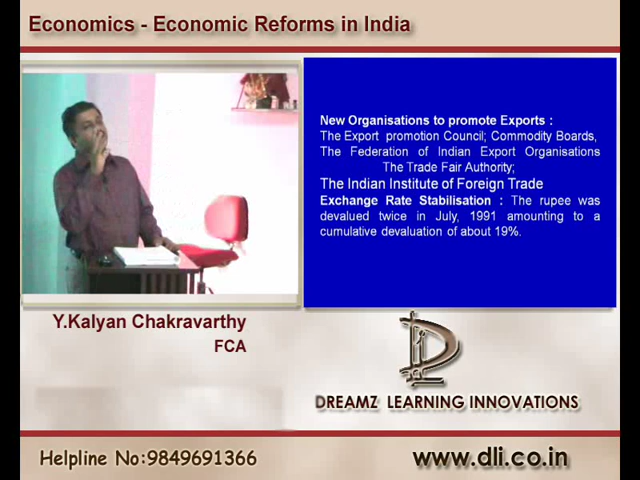 Economics - Economic Reforms in India
New Organisations to promote Exports :
The Export promotion Council; Commodity Boards,
The Federation of Indian Export Organisations
The Trade Fair Authority;
The Indian Institute of Foreign Trade
Exchange Rate Stabilisation : The rupee was
devalued twice in July, 1991 amounting to a
cumulative devaluation of about 19%.
Y.Kalyan Chakravarthy
FCA
DREAMZ LEARNING INNOVATIONS
Helpline No:9849691366
www.dli.co.in